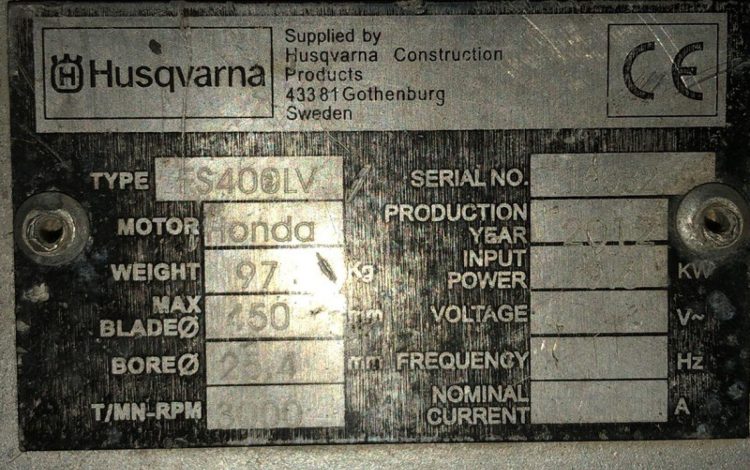 Husqvarna
Supplied by
Husqvarna Construction
Products
433 81 Gothenburg
Sweden
CE
TYPE FS400LV
MOTOR Honda
WEIGHT 97 Kg
MAX BLADEØ 450 mm
BOREØ 25,4 mm
T/MN-RPM
SERIAL NO.
PRODUCTION YEAR 2012
INPUT POWER KW
VOLTAGE V~
FREQUENCY Hz
NOMINAL CURRENT A